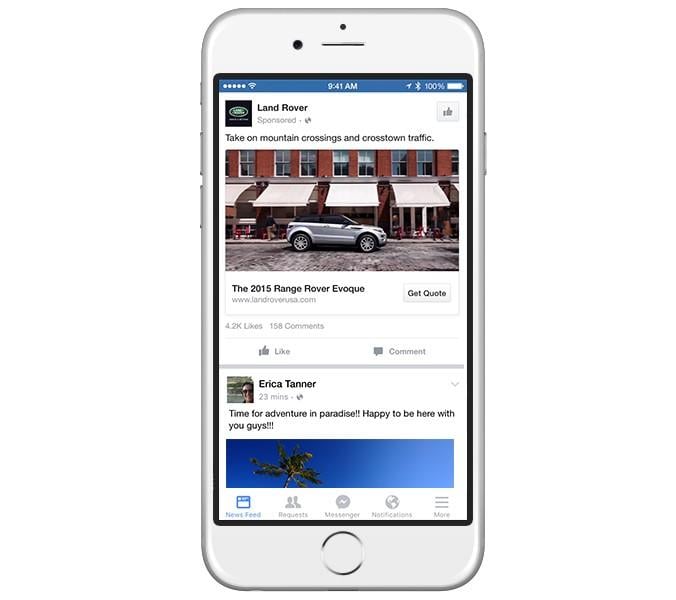 9:41 AM 100%
Land Rover
Sponsored ·
Take on mountain crossings and crosstown traffic.
The 2015 Range Rover Evoque
www.landroverusa.com
Get Quote
4.2K Likes 158 Comments
Like Comment
Erica Tanner
23 mins ·
Time for adventure in paradise!! Happy to be here with
you guys!!!
News Feed Requests Messenger Notifications More